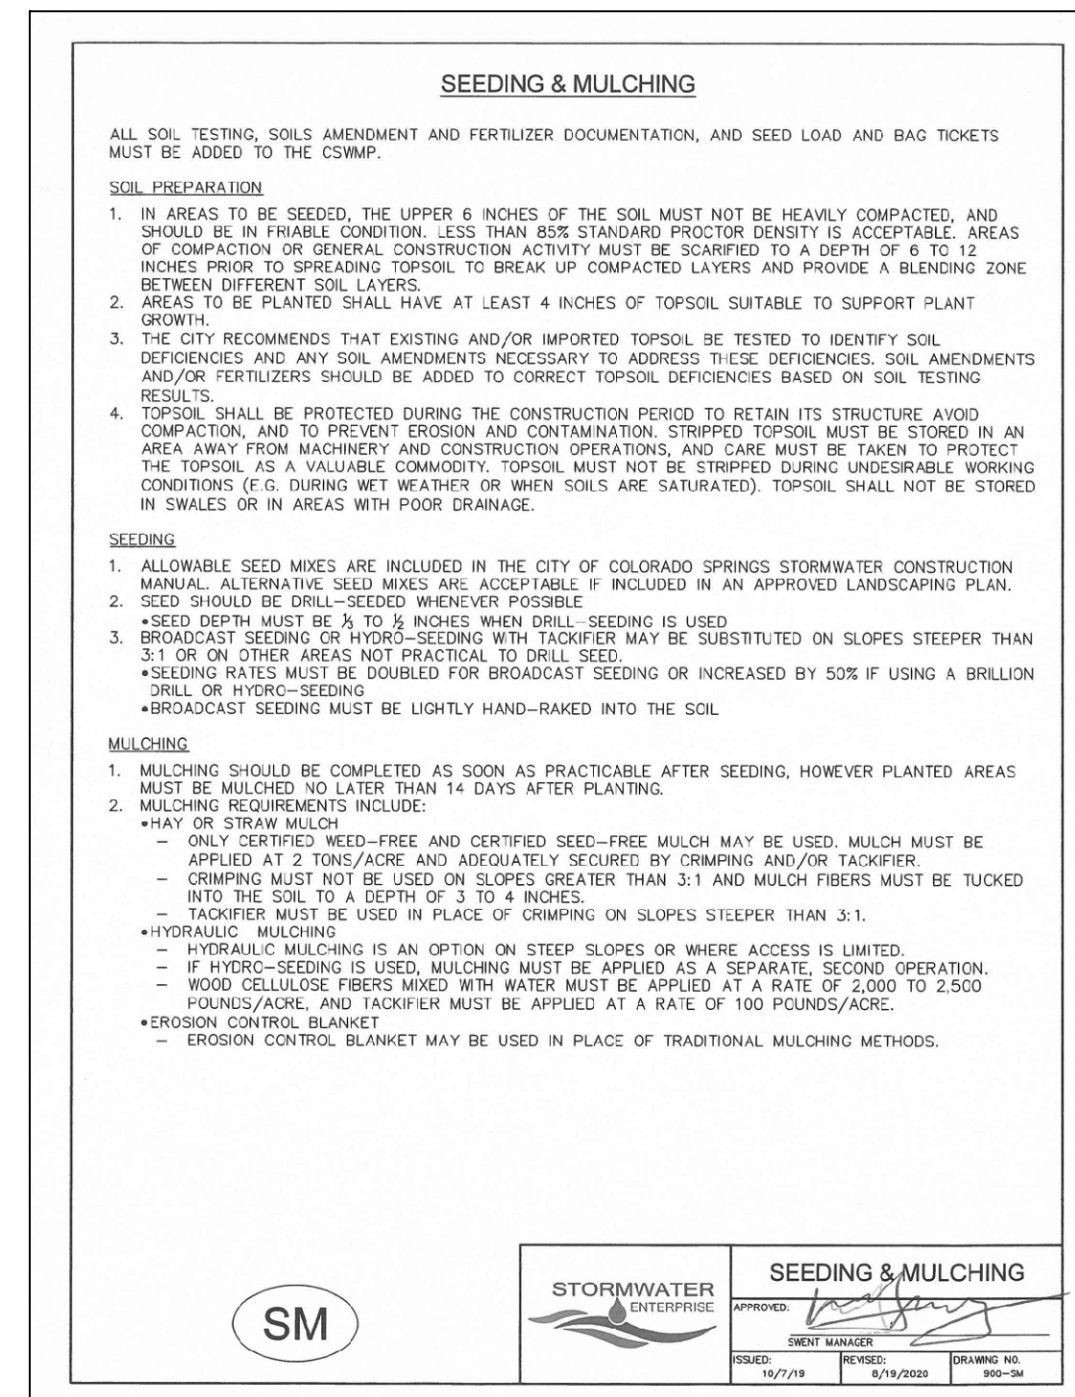 SEEDING & MULCHING
ALL SOIL TESTING, SOILS AMENDMENT AND FERTILIZER DOCUMENTATION, AND SEED LOAD AND BAG TICKETS
MUST BE ADDED TO THE CSWMP.
SOIL PREPARATION
1. IN AREAS TO BE SEEDED, THE UPPER 6 INCHES OF THE SOIL MUST NOT BE HEAVILY COMPACTED, AND
SHOULD BE IN FRIABLE CONDITION. LESS THAN 85% STANDARD PROCTOR DENSITY IS ACCEPTABLE. AREAS
OF COMPACTION OR GENERAL CONSTRUCTION ACTIVITY MUST BE SCARIFIED TO A DEPTH OF 6 TO 12
INCHES PRIOR TO SPREADING TOPSOIL TO BREAK UP COMPACTED LAYERS AND PROVIDE A BLENDING ZONE
BETWEEN DIFFERENT SOIL LAYERS.
2. AREAS TO BE PLANTED SHALL HAVE AT LEAST 4 INCHES OF TOPSOIL SUITABLE TO SUPPORT PLANT
GROWTH.
3. THE CITY RECOMMENDS THAT EXISTING AND/OR IMPORTED TOPSOIL BE TESTED TO IDENTIFY SOIL
DEFICIENCIES AND ANY SOIL AMENDMENTS NECESSARY TO ADDRESS THESE DEFICIENCIES. SOIL AMENDMENTS
AND/OR FERTILIZERS SHOULD BE ADDED TO CORRECT TOPSOIL DEFICIENCIES BASED ON SOIL TESTING
RESULTS.
4. TOPSOIL SHALL BE PROTECTED DURING THE CONSTRUCTION PERIOD TO RETAIN ITS STRUCTURE AVOID
COMPACTION, AND TO PREVENT EROSION AND CONTAMINATION. STRIPPED TOPSOIL MUST BE STORED IN AN
AREA AWAY FROM MACHINERY AND CONSTRUCTION OPERATIONS, AND CARE MUST BE TAKEN TO PROTECT
THE TOPSOIL AS A VALUABLE COMMODITY. TOPSOIL MUST NOT BE STRIPPED DURING UNDESIRABLE WORKING
CONDITIONS (E.G. DURING WET WEATHER OR WHEN SOILS ARE SATURATED). TOPSOIL SHALL NOT BE STORED
IN SWALES OR IN AREAS WITH POOR DRAINAGE.
SEEDING
1. ALLOWABLE SEED MIXES ARE INCLUDED IN THE CITY OF COLORADO SPRINGS STORMWATER CONSTRUCTION
MANUAL. ALTERNATIVE SEED MIXES ARE ACCEPTABLE IF INCLUDED IN AN APPROVED LANDSCAPING PLAN.
2. SEED SHOULD BE DRILL–SEEDED WHENEVER POSSIBLE
•SEED DEPTH MUST BE ⅓ TO ½ INCHES WHEN DRILL–SEEDING IS USED
3. BROADCAST SEEDING OR HYDRO–SEEDING WITH TACKIFIER MAY BE SUBSTITUTED ON SLOPES STEEPER THAN
3:1 OR ON OTHER AREAS NOT PRACTICAL TO DRILL SEED.
•SEEDING RATES MUST BE DOUBLED FOR BROADCAST SEEDING OR INCREASED BY 50% IF USING A BRILLION
DRILL OR HYDRO–SEEDING
•BROADCAST SEEDING MUST BE LIGHTLY HAND–RAKED INTO THE SOIL
MULCHING
1. MULCHING SHOULD BE COMPLETED AS SOON AS PRACTICABLE AFTER SEEDING, HOWEVER PLANTED AREAS
MUST BE MULCHED NO LATER THAN 14 DAYS AFTER PLANTING.
2. MULCHING REQUIREMENTS INCLUDE:
•HAY OR STRAW MULCH
– ONLY CERTIFIED WEED–FREE AND CERTIFIED SEED–FREE MULCH MAY BE USED. MULCH MUST BE
APPLIED AT 2 TONS/ACRE AND ADEQUATELY SECURED BY CRIMPING AND/OR TACKIFIER.
– CRIMPING MUST NOT BE USED ON SLOPES GREATER THAN 3:1 AND MULCH FIBERS MUST BE TUCKED
INTO THE SOIL TO A DEPTH OF 3 TO 4 INCHES.
– TACKIFIER MUST BE USED IN PLACE OF CRIMPING ON SLOPES STEEPER THAN 3:1.
•HYDRAULIC MULCHING
– HYDRAULIC MULCHING IS AN OPTION ON STEEP SLOPES OR WHERE ACCESS IS LIMITED.
– IF HYDRO–SEEDING IS USED, MULCHING MUST BE APPLIED AS A SEPARATE, SECOND OPERATION.
– WOOD CELLULOSE FIBERS MIXED WITH WATER MUST BE APPLIED AT A RATE OF 2,000 TO 2,500
POUNDS/ACRE, AND TACKIFIER MUST BE APPLIED AT A RATE OF 100 POUNDS/ACRE.
•EROSION CONTROL BLANKET
– EROSION CONTROL BLANKET MAY BE USED IN PLACE OF TRADITIONAL MULCHING METHODS.
SM
STORMWATER
ENTERPRISE
SEEDING & MULCHING
APPROVED:
SWENT MANAGER
ISSUED: REVISED: DRAWING NO.
10/7/19 8/19/2020 900–SM